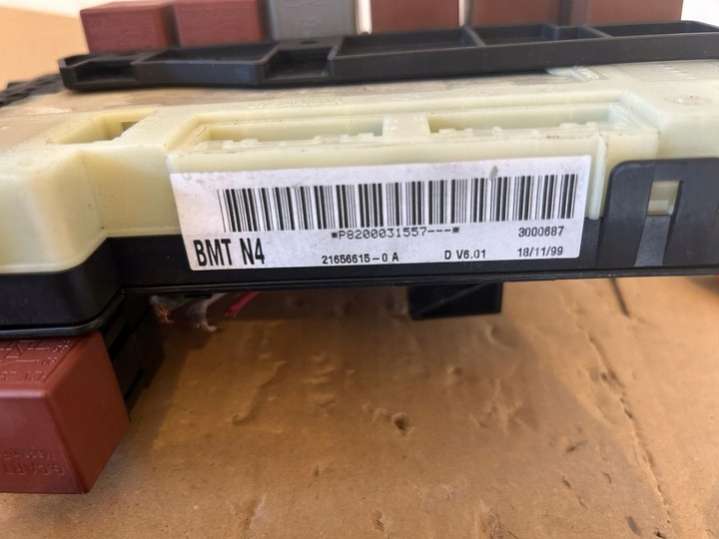 *P8200031557---*
3000687
BMT N4
21656615-0 A
D V6.01
18/11/99